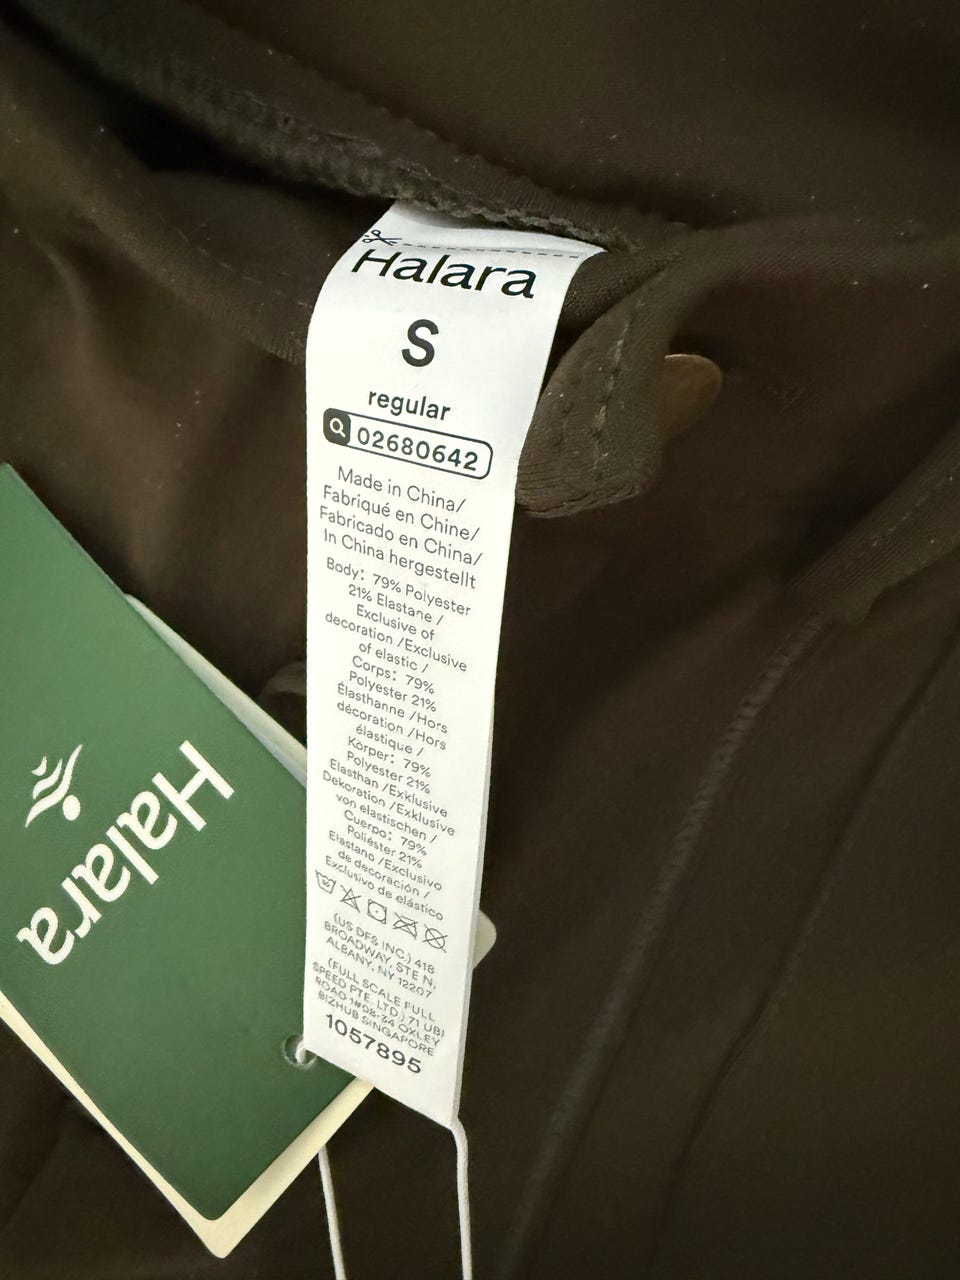 Halara
S
regular
02680642
Made in China/
Fabriqué en Chine/
Fabricado en China/
In China hergestellt
Body: 79% Polyester
21% Elastane /
Exclusive of
decoration /Exclusive
of elastic /
Corps: 79%
Polyester 21%
Élasthanne /Hors
décoration /Hors
élastique /
Körper: 79%
Polyester 21%
Elasthan /Exklusive
Dekoration /Exklusive
von elastischen /
Cuerpo: 79%
Poliéster 21%
Elastano /Exclusivo
de decoración /
Exclusivo de elástico
(US DFS INC.) 418
BROADWAY, STE N,
ALBANY, NY 12207
(FULL SCALE FULL
SPEED PTE. LTD.) 71 UBI
ROAD 1#08-34 OXLEY
BIZHUB SINGAPORE
1057895
Halara